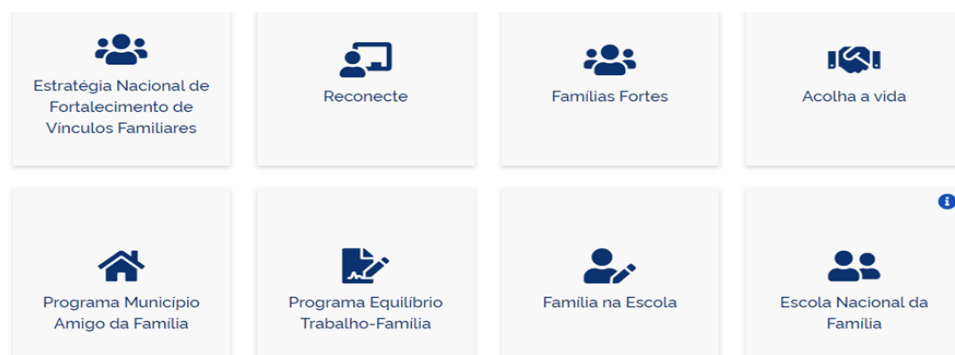 Estratégia Nacional de
Fortalecimento de
Vínculos Familiares
Reconecte
Famílias Fortes
Acolha a vida
Programa Município
Amigo da Família
Programa Equilíbrio
Trabalho-Família
Família na Escola
Escola Nacional da
Família